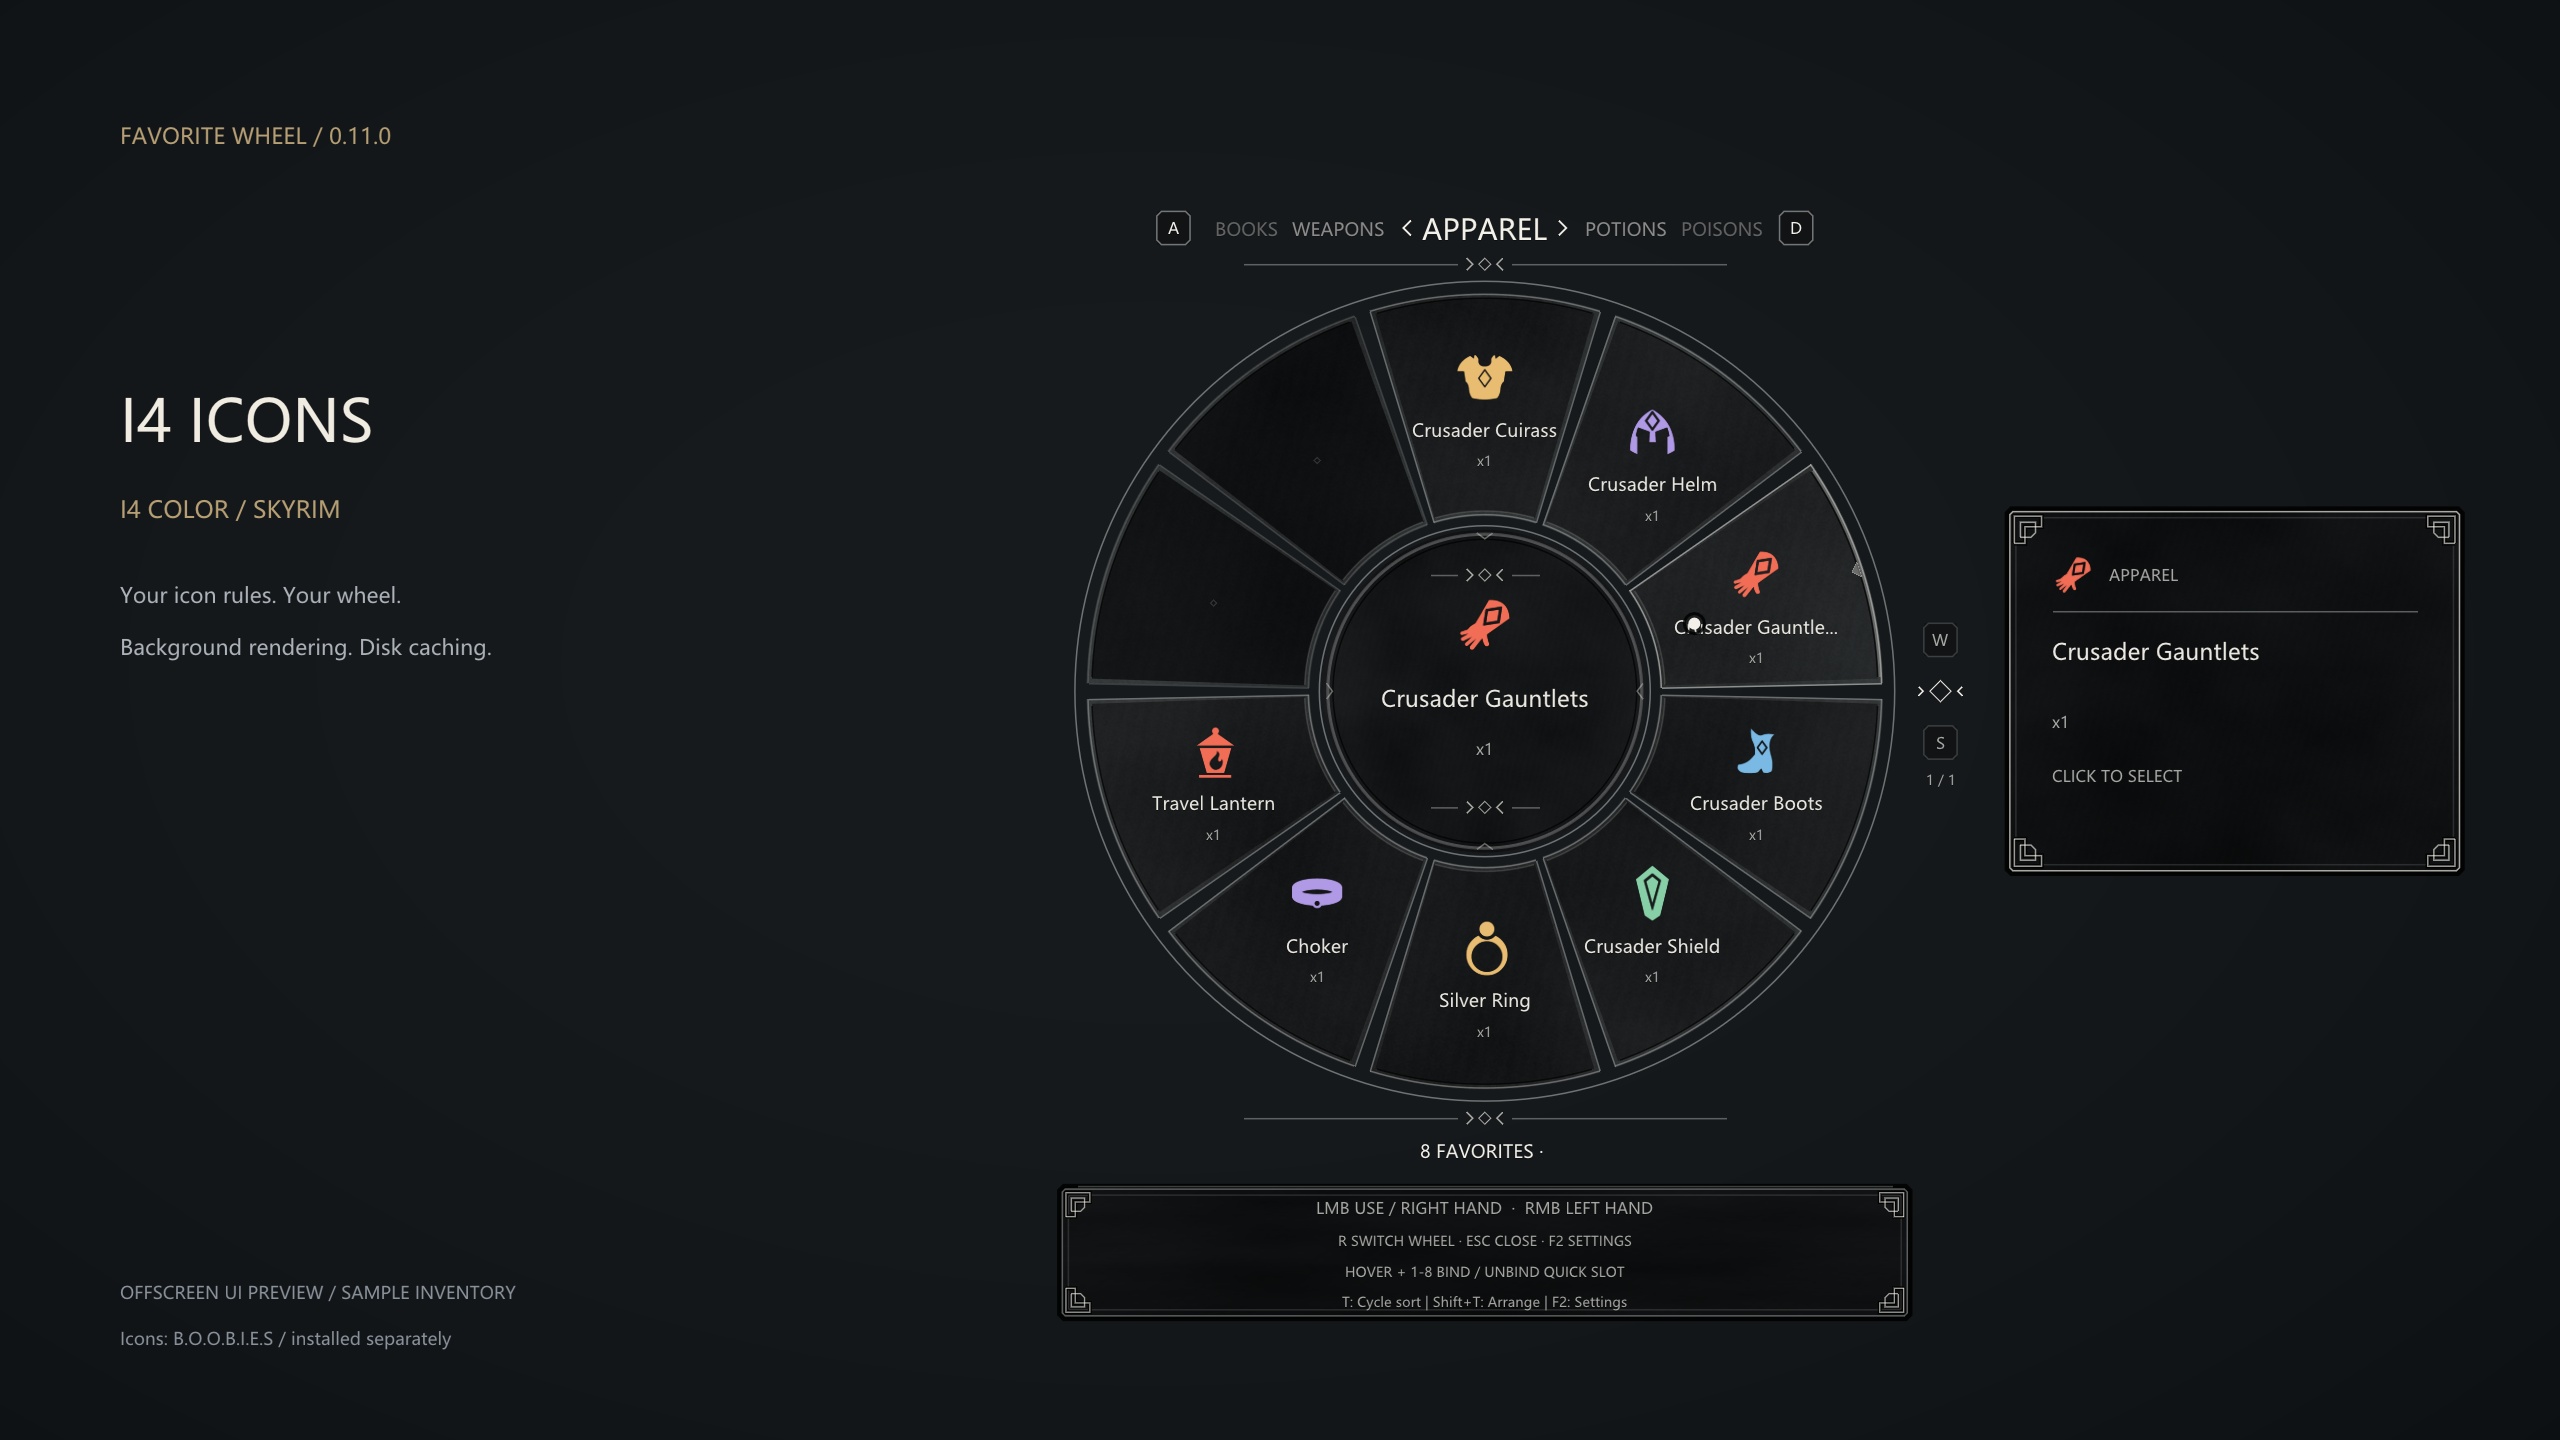 FAVORITE WHEEL / 0.11.0
I4 ICONS
I4 COLOR / SKYRIM
Your icon rules. Your wheel.
Background rendering. Disk caching.
OFFSCREEN UI PREVIEW / SAMPLE INVENTORY
Icons: B.O.O.B.I.E.S / installed separately
A BOOKS WEAPONS < APPAREL > POTIONS POISONS D
Crusader Cuirass
x1
Crusader Helm
x1
Gauntle...
x1
Crusader Boots
x1
Crusader Shield
x1
Silver Ring
x1
Choker
x1
Travel Lantern
x1
Crusader Gauntlets
x1
W
S
1 / 1
APPAREL
Crusader Gauntlets
x1
CLICK TO SELECT
8 FAVORITES ·
LMB USE / RIGHT HAND · RMB LEFT HAND
R SWITCH WHEEL · ESC CLOSE · F2 SETTINGS
HOVER + 1-8 BIND / UNBIND QUICK SLOT
T: Cycle sort | Shift+T: Arrange | F2: Settings